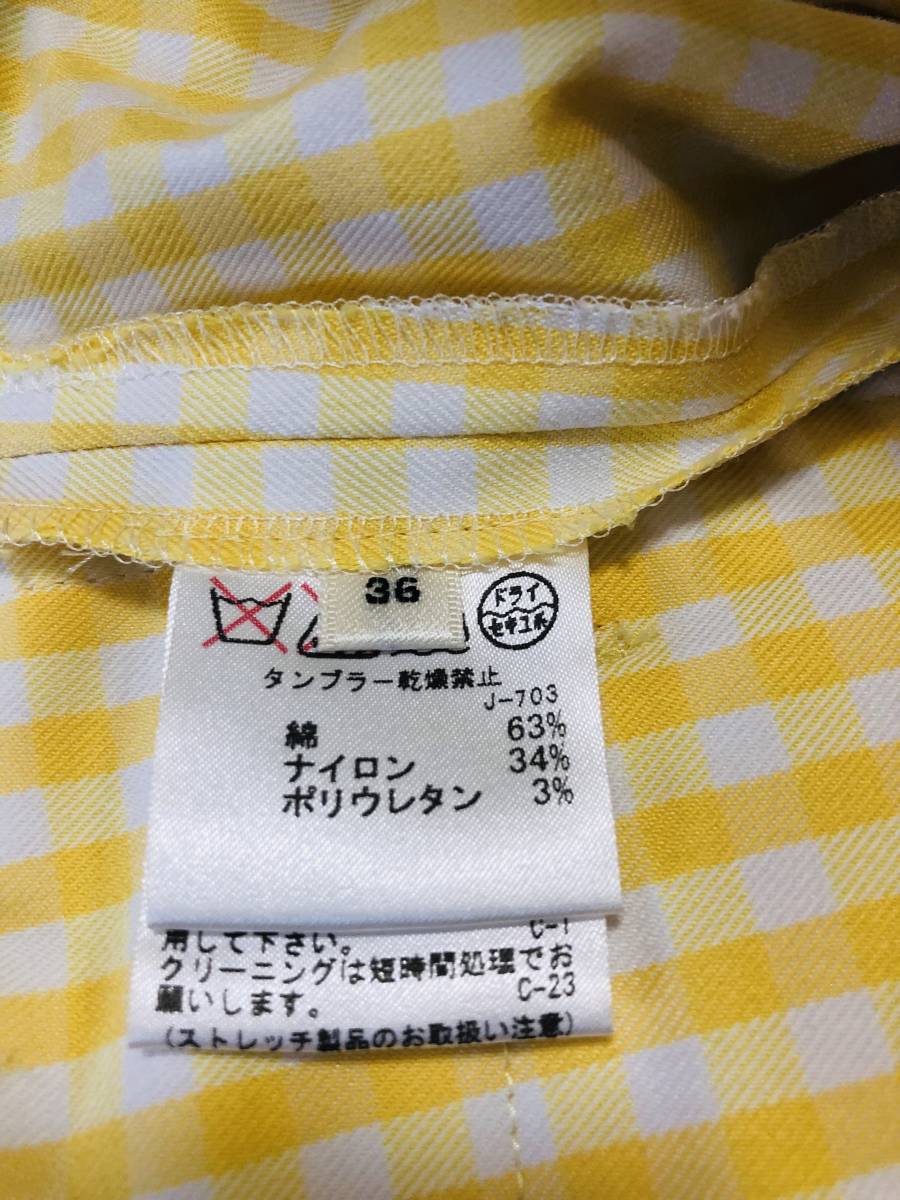 36
ドライ
セキユ系
タンブラー乾燥禁止
J-703
綿 63%
ナイロン 34%
ポリウレタン 3%
用して下さい。 C-1
クリーニングは短時間処理でお
願いします。 C-23
(ストレッチ製品のお取扱い注意)